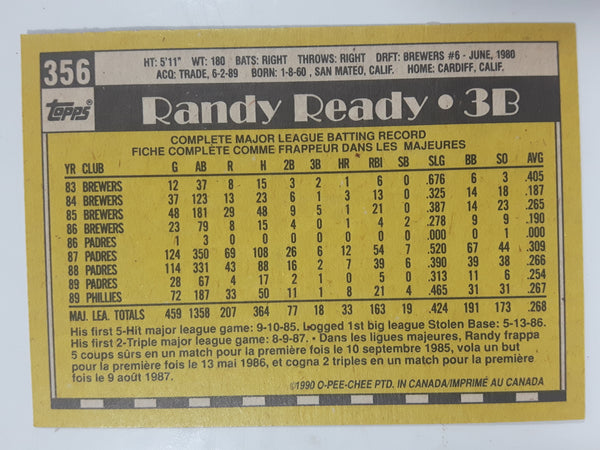 356
HT: 5'11" WT: 180 BATS: RIGHT THROWS: RIGHT DRFT: BREWERS #6 - JUNE, 1980
ACQ: TRADE, 6-2-89 BORN: 1-8-60, SAN MATEO, CALIF. HOME: CARDIFF, CALIF.
Topps®
Randy Ready • 3B
COMPLETE MAJOR LEAGUE BATTING RECORD
FICHE COMPLÈTE COMME FRAPPEUR DANS LES MAJEURES
YR CLUB G AB R H 2B 3B HR RBI SB SLG BB SO AVG
83 BREWERS 12 37 8 15 3 2 1 6 0 .676 6 3 .405
84 BREWERS 37 123 13 23 6 1 3 13 0 .325 14 18 .187
85 BREWERS 48 181 29 48 9 5 1 21 0 .387 14 23 .265
86 BREWERS 23 79 8 15 4 0 1 4 2 .278 9 9 .190
86 PADRES 1 3 0 0 0 0 0 0 0 .000 0 1 .000
87 PADRES 124 350 69 108 26 6 12 54 7 .520 67 44 .309
88 PADRES 114 331 43 88 16 2 7 39 6 .390 39 38 .266
89 PADRES 28 67 4 17 2 1 0 5 0 .313 11 6 .254
89 PHILLIES 72 187 33 50 11 1 8 21 4 .465 31 31 .267
MAJ. LEA. TOTALS 459 1358 207 364 77 18 33 163 19 .424 191 173 .268
His first 5-Hit major league game: 9-10-85. Logged 1st big league Stolen Base: 5-13-86.
His first 2-Triple major league game: 8-9-87. • Dans les ligues majeures, Randy frappa
5 coups sûrs en un match pour la première fois le 10 septembre 1985, vola un but
pour la première fois le 13 mai 1986, et cogna 2 triples en un match pour la première
fois le 9 août 1987.
©1990 O-PEE-CHEE PTD. IN CANADA/IMPRIMÉ AU CANADA